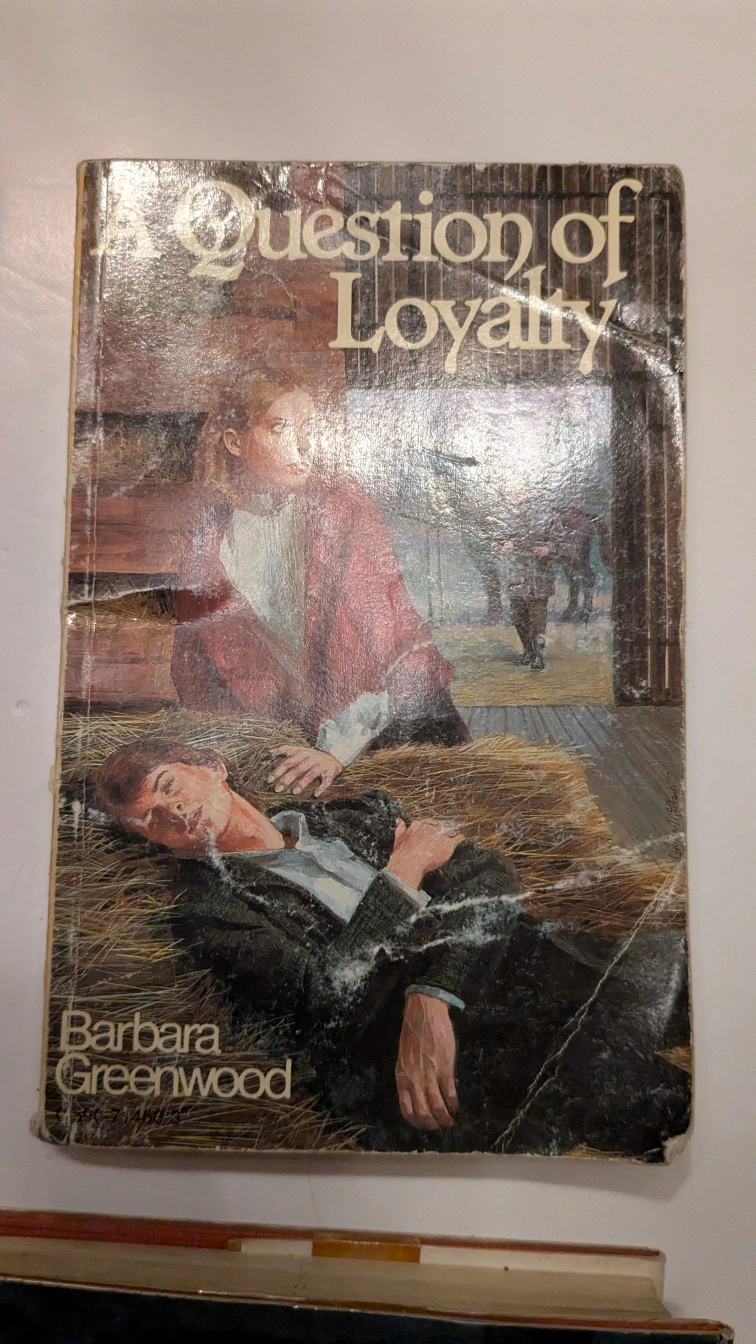 A Question of
Loyalty
Barbara
Greenwood